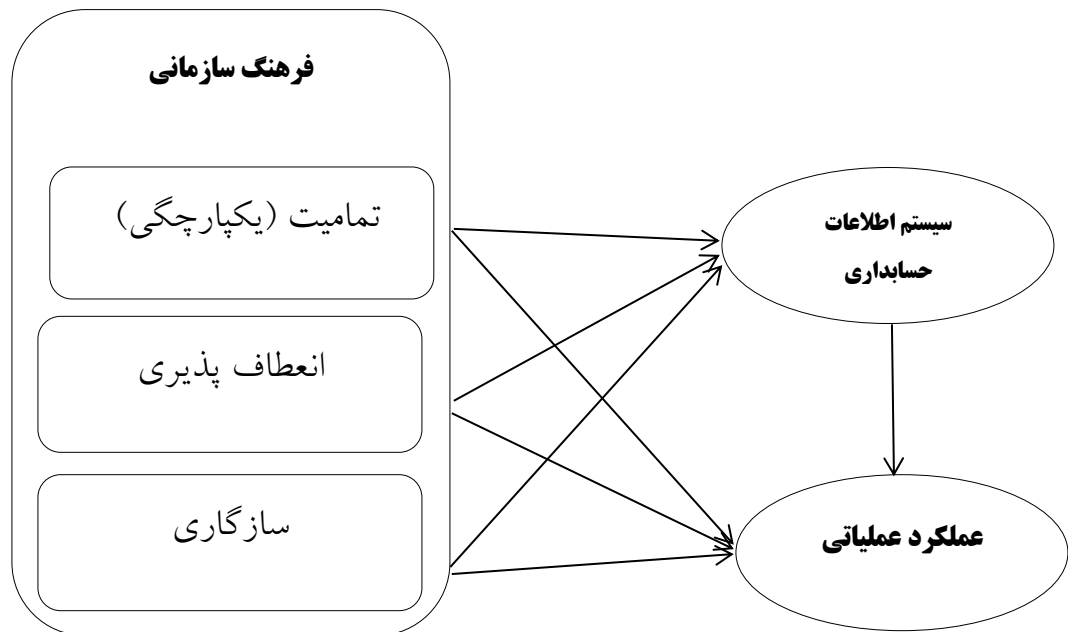 فرهنگ سازمانی
تمامیت (یکپارچگی)
انعطاف پذیری
سازگاری
سیستم اطلاعات
حسابداری
عملکرد عملیاتی